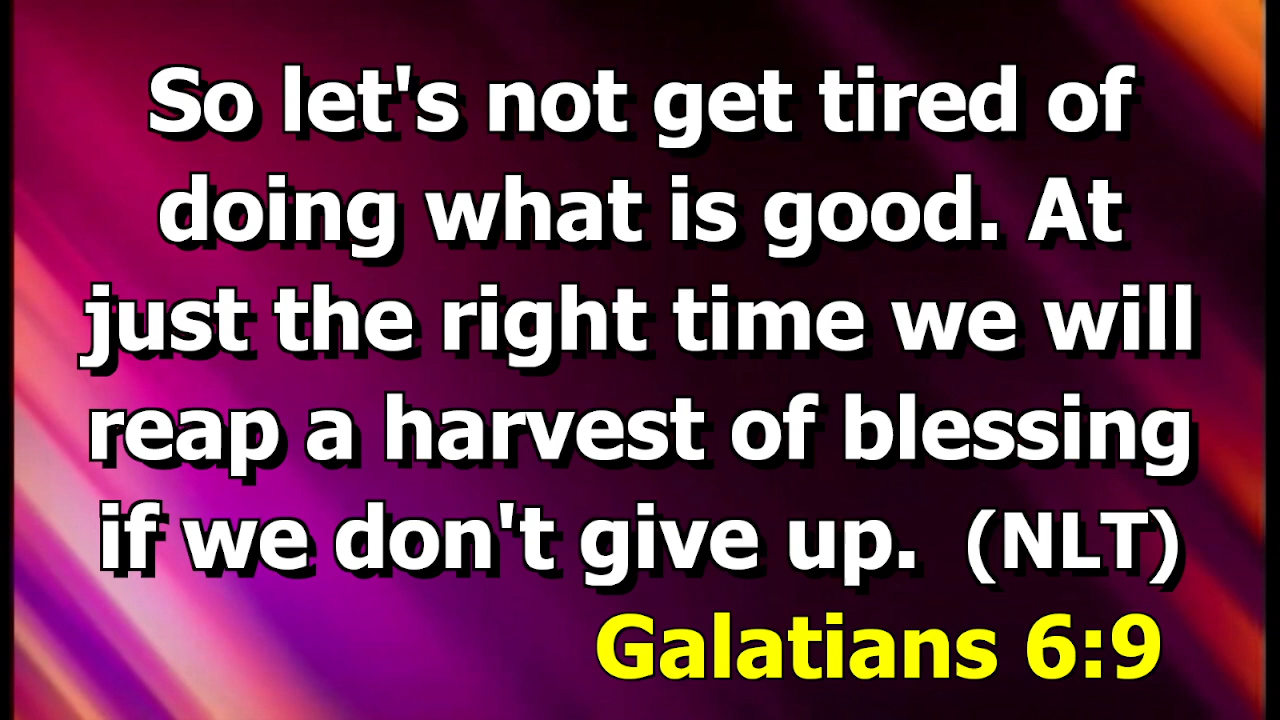 So let's not get tired of
doing what is good. At
just the right time we will
reap a harvest of blessing
if we don't give up.  (NLT)
Galatians 6:9